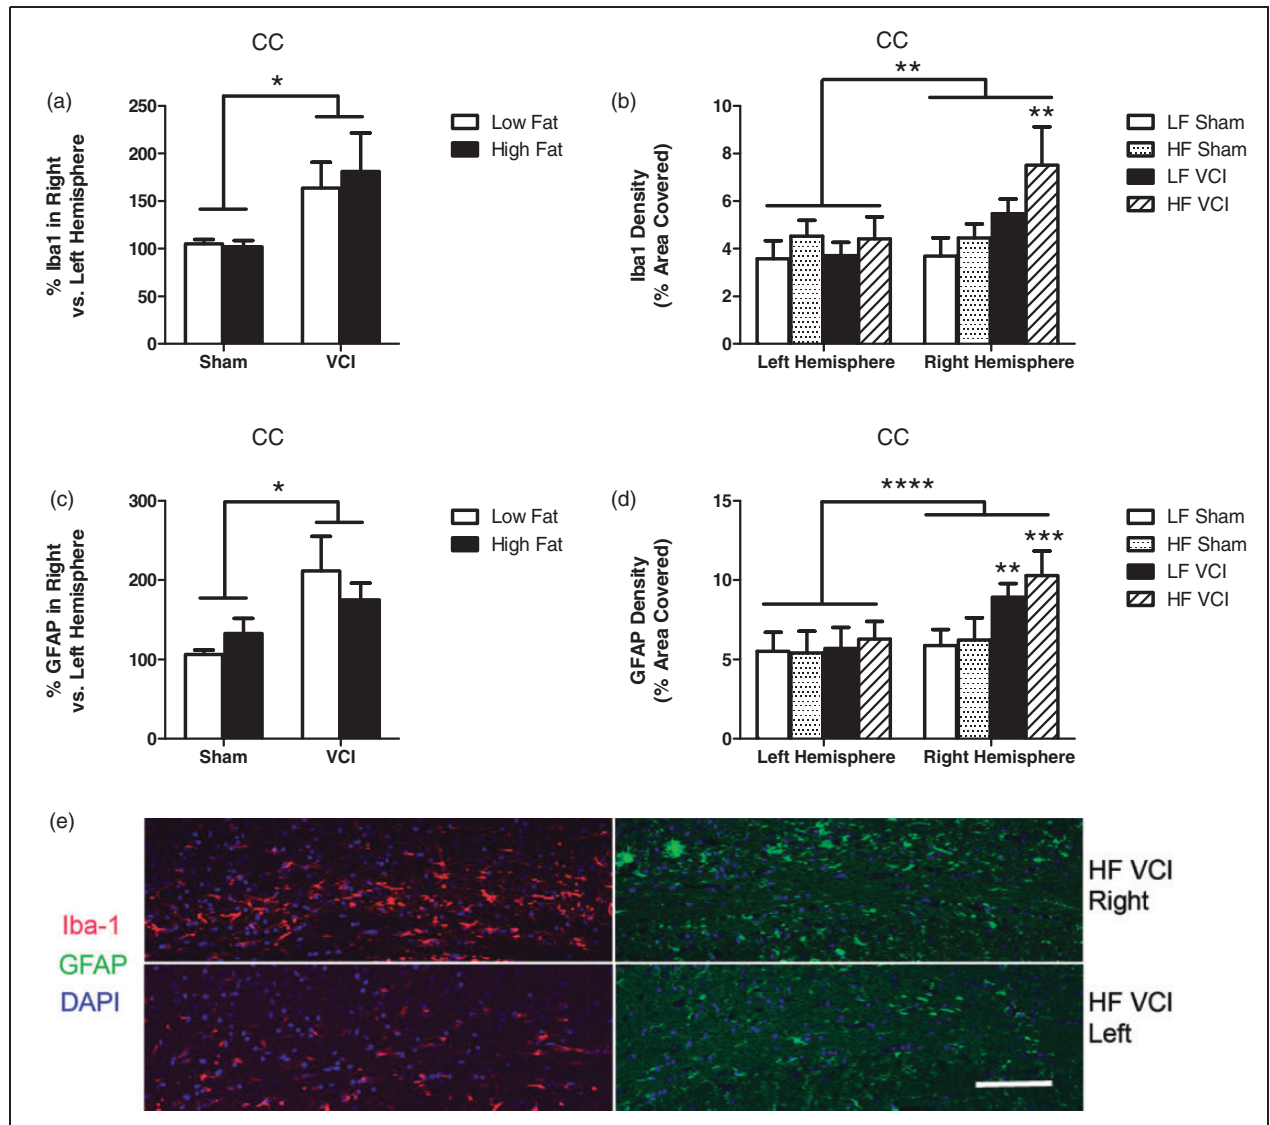 CC
(a)
*
% Iba1 in Right
vs. Left Hemisphere
250
200
150
100
50
0
Sham
VCI
Low Fat
High Fat
CC
(b)
**
**
Iba1 Density
(% Area Covered)
10
8
6
4
2
0
Left Hemisphere
Right Hemisphere
LF Sham
HF Sham
LF VCI
HF VCI
CC
(c)
*
% GFAP in Right
vs. Left Hemisphere
300
200
100
0
Sham
VCI
Low Fat
High Fat
CC
(d)
****
***
**
GFAP Density
(% Area Covered)
15
10
5
0
Left Hemisphere
Right Hemisphere
LF Sham
HF Sham
LF VCI
HF VCI
(e)
Iba-1
GFAP
DAPI
HF VCI
Right
HF VCI
Left